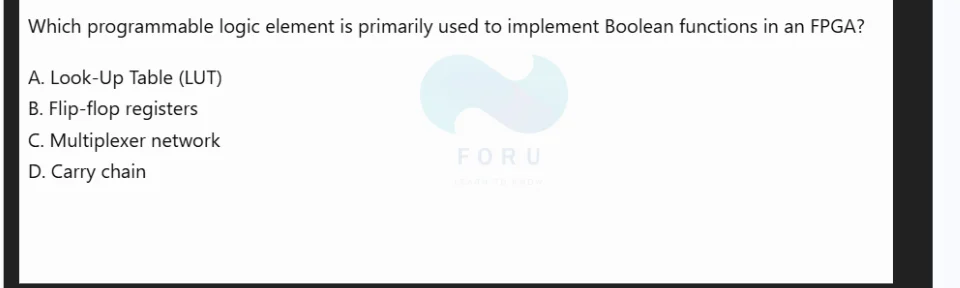 Which programmable logic element is primarily used to implement Boolean functions in an FPGA?
A. Look-Up Table (LUT)
B. Flip-flop registers
C. Multiplexer network
D. Carry chain
FORU